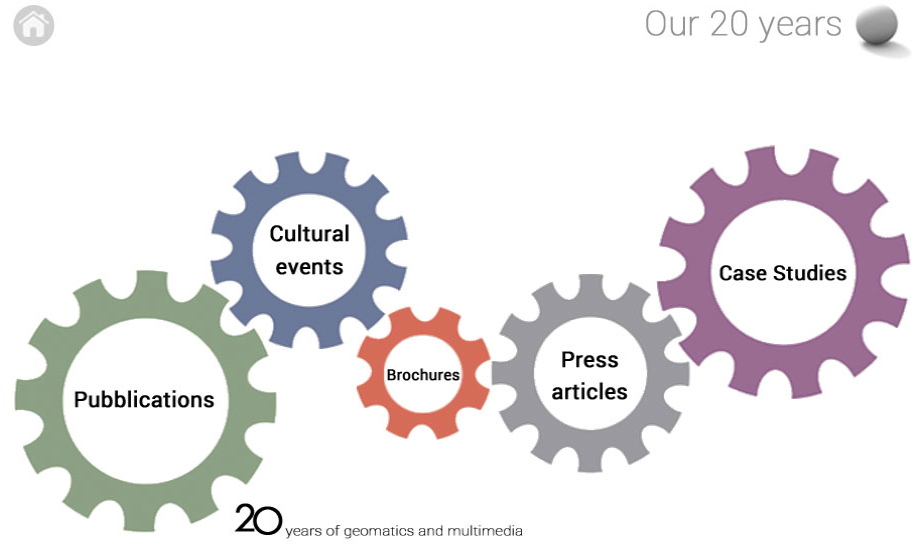 Our 20 years
Cultural
events
Case Studies
Press
articles
Brochures
Pubblications
20 years of geomatics and multimedia